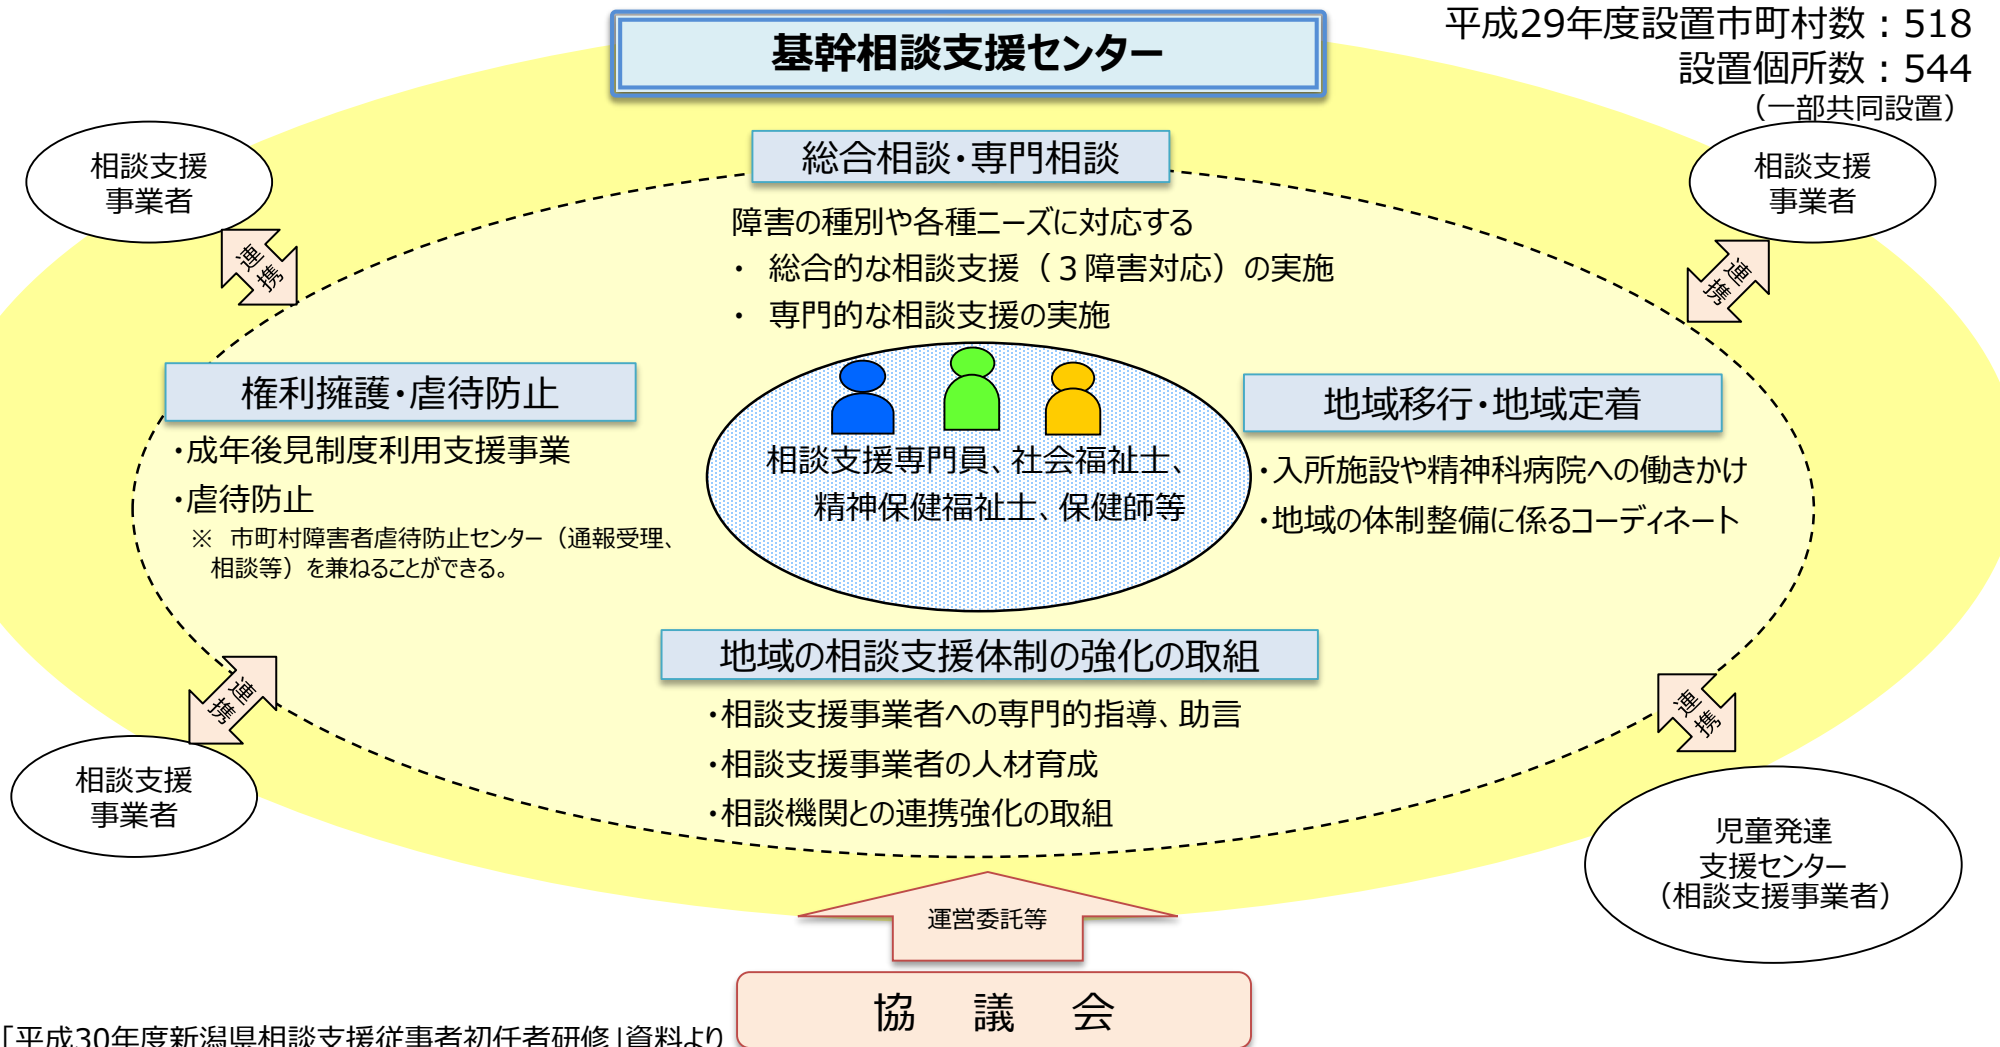 基幹相談支援センター
平成29年度設置市町村数：518
設置個所数：544
（一部共同設置）
相談支援
事業者
連携
相談支援
事業者
連携
総合相談・専門相談
障害の種別や各種ニーズに対応する
・ 総合的な相談支援（３障害対応）の実施
・ 専門的な相談支援の実施
権利擁護・虐待防止
・成年後見制度利用支援事業
・虐待防止
※ 市町村障害者虐待防止センター（通報受理、
相談等）を兼ねることができる。
相談支援専門員、社会福祉士、
精神保健福祉士、保健師等
地域移行・地域定着
・入所施設や精神科病院への働きかけ
・地域の体制整備に係るコーディネート
地域の相談支援体制の強化の取組
・相談支援事業者への専門的指導、助言
・相談支援事業者の人材育成
・相談機関との連携強化の取組
連携
相談支援
事業者
連携
児童発達
支援センター
（相談支援事業者）
運営委託等
協 議 会
「平成30年度新潟県相談支援従事者初任者研修」資料より